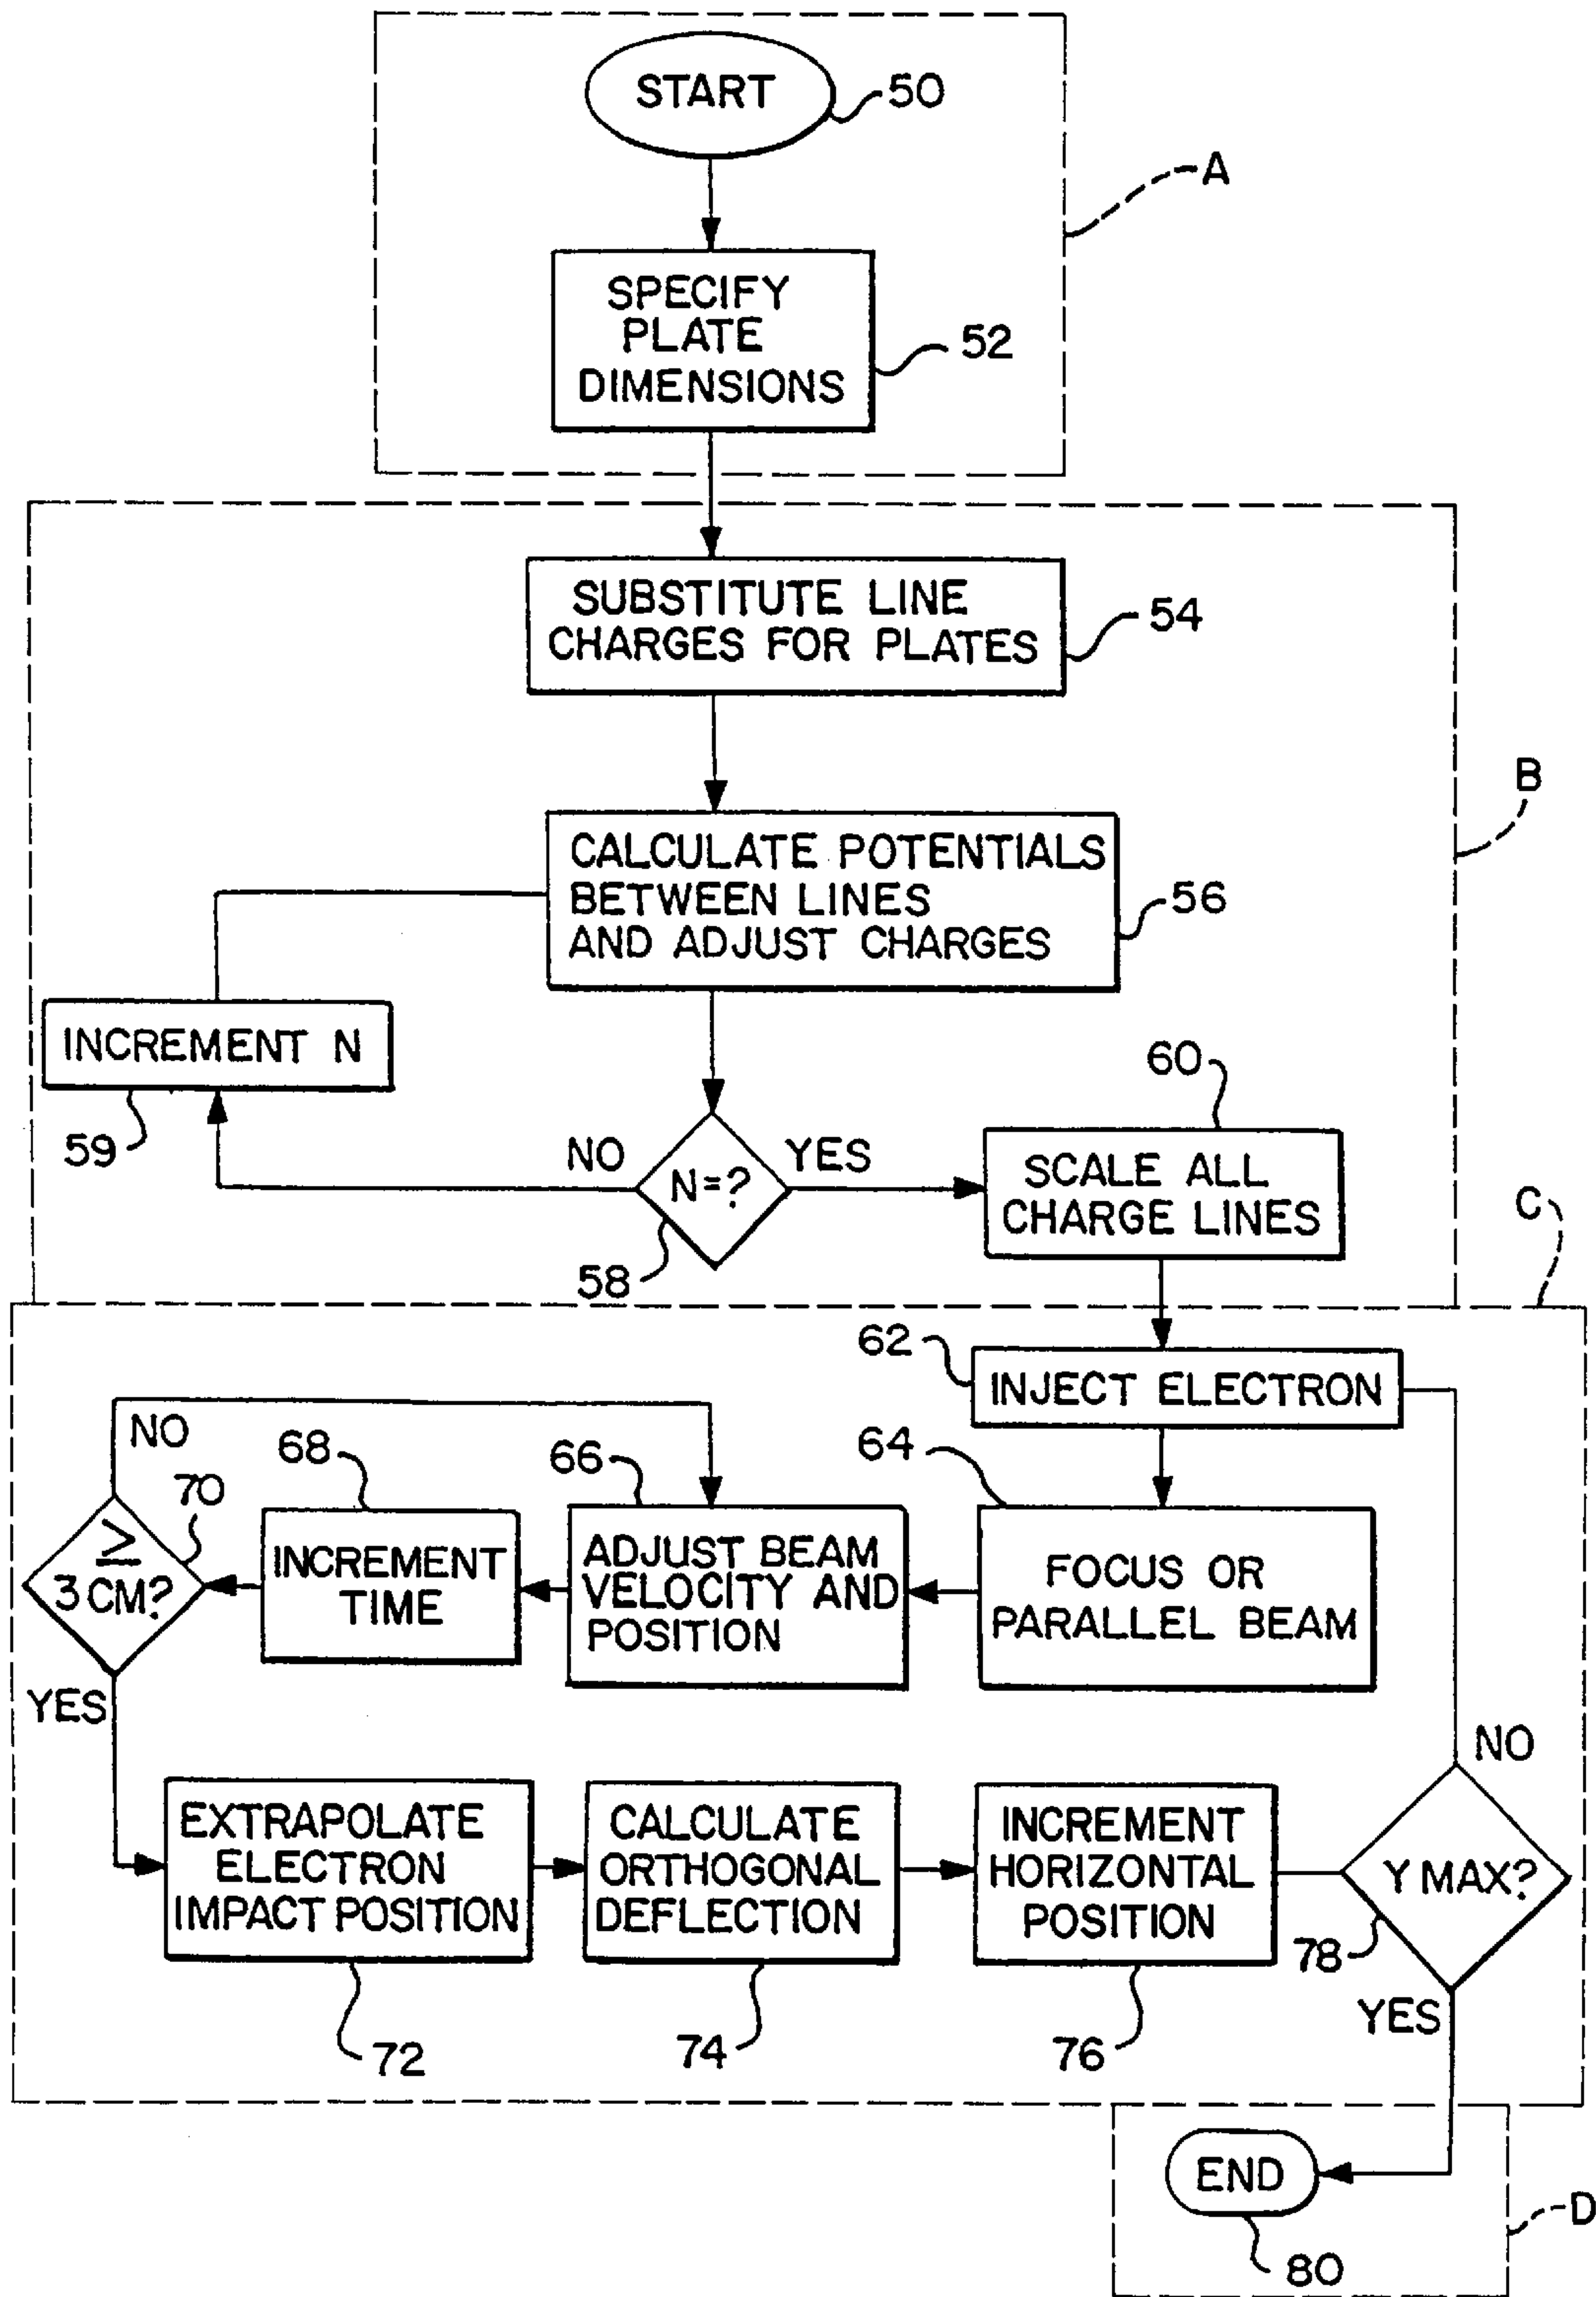 START
50
A
SPECIFY
PLATE
DIMENSIONS
52
SUBSTITUTE LINE
CHARGES FOR PLATES
54
B
CALCULATE POTENTIALS
BETWEEN LINES
AND ADJUST CHARGES
56
INCREMENT N
59
NO
N=?
YES
58
60
SCALE ALL
CHARGE LINES
C
62
INJECT ELECTRON
NO
70
≥
3 CM?
YES
68
INCREMENT
TIME
66
ADJUST BEAM
VELOCITY AND
POSITION
64
FOCUS OR
PARALLEL BEAM
EXTRAPOLATE
ELECTRON
IMPACT POSITION
72
CALCULATE
ORTHOGONAL
DEFLECTION
74
INCREMENT
HORIZONTAL
POSITION
76
NO
Y MAX?
78
YES
END
80
D